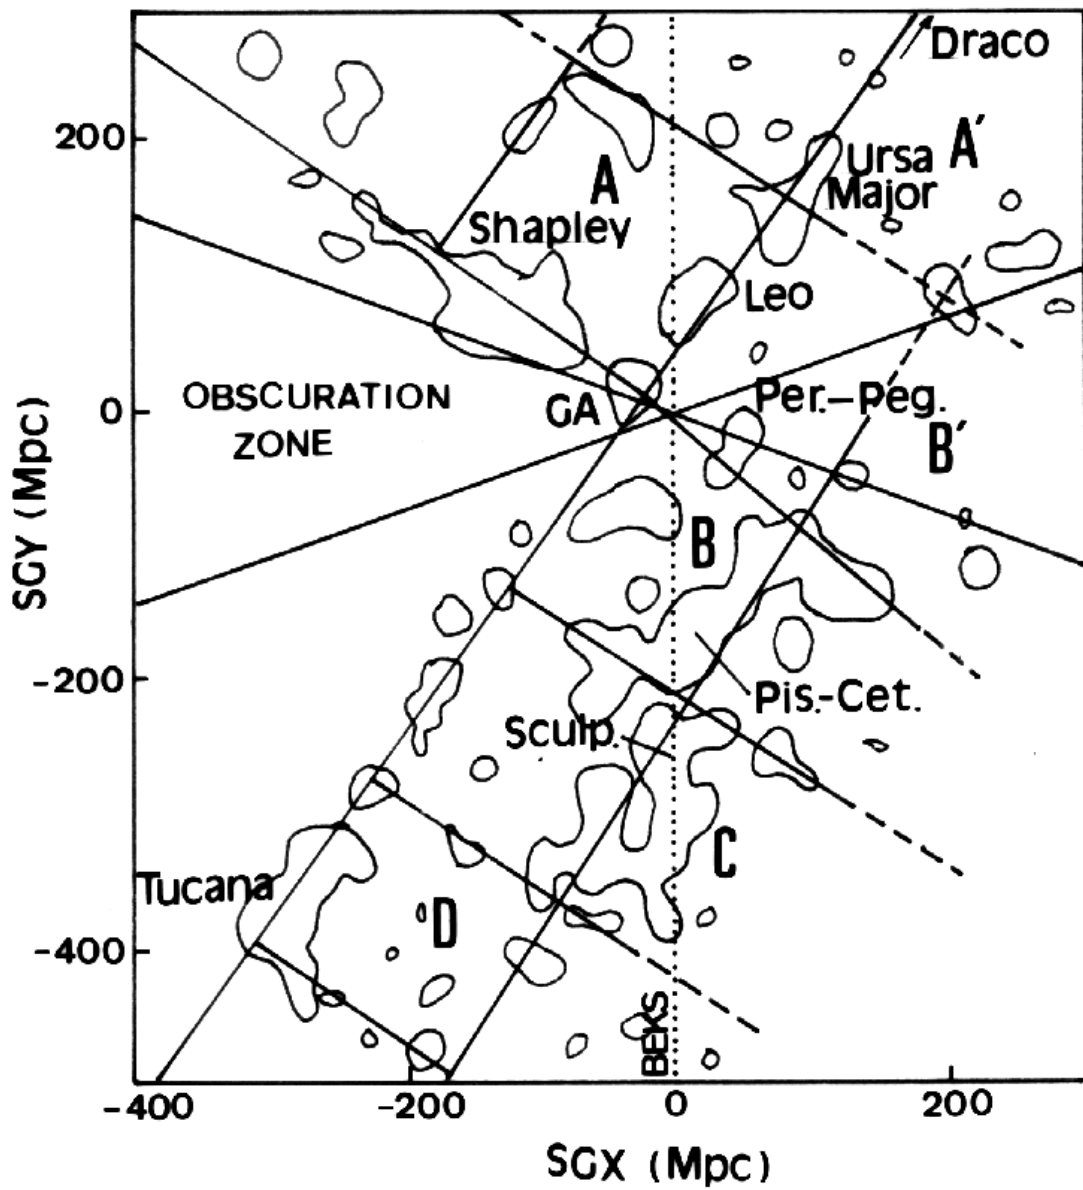 Draco
200
A
Ursa
Major
A′
Shapley
Leo
0
OBSCURATION
ZONE
GA
Per.–Peg.
B′
SGY (Mpc)
B
-200
Pis.-Cet.
Sculp.
C
Tucana
D
-400
BEKS
-400
-200
0
200
SGX (Mpc)